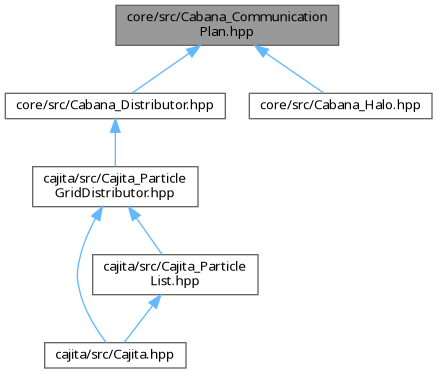 core/src/Cabana_Communication
Plan.hpp
core/src/Cabana_Distributor.hpp
core/src/Cabana_Halo.hpp
cajita/src/Cajita_Particle
GridDistributor.hpp
cajita/src/Cajita_Particle
List.hpp
cajita/src/Cajita.hpp